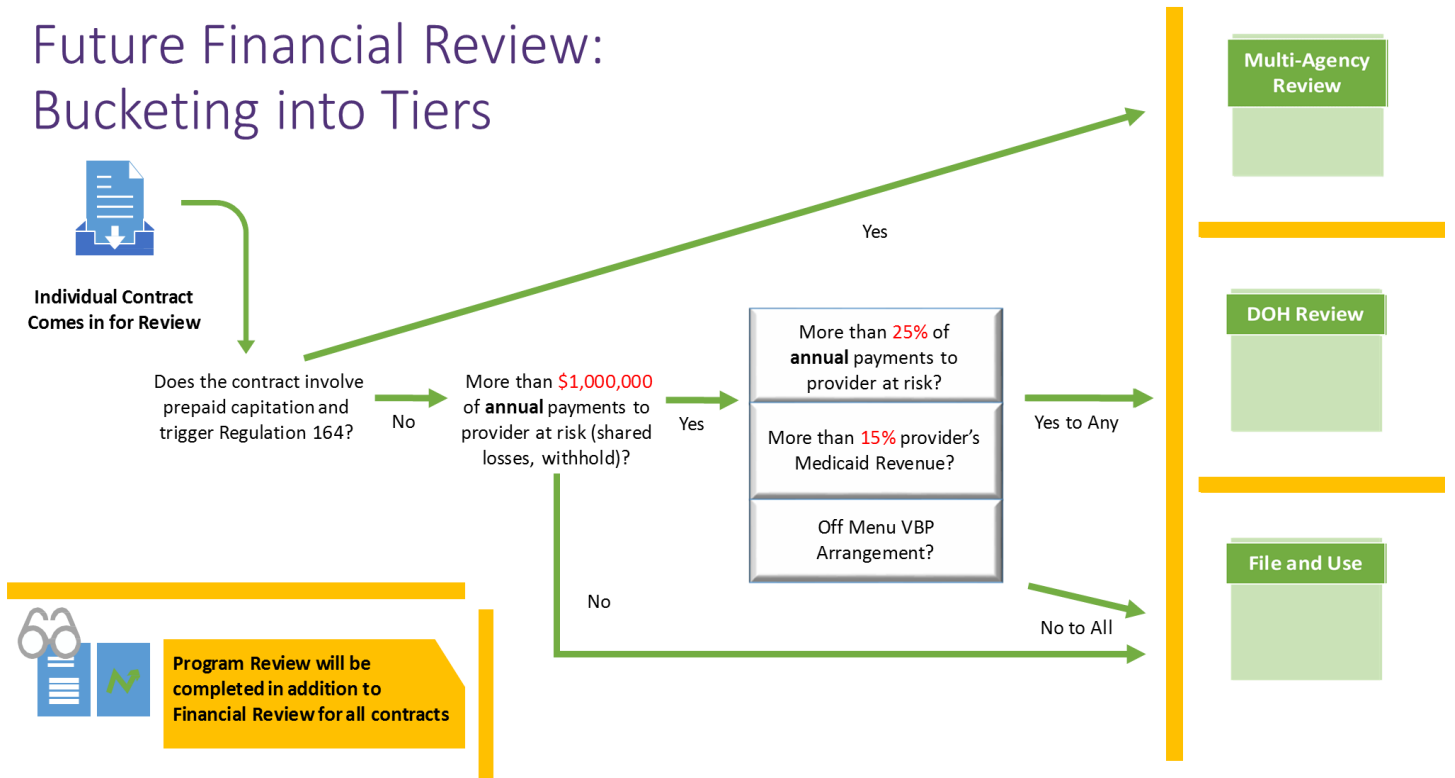 Future Financial Review:
Bucketing into Tiers
Individual Contract
Comes in for Review
Does the contract involve
prepaid capitation and
trigger Regulation 164?
Yes
No
More than $1,000,000
of annual payments to
provider at risk (shared
losses, withhold)?
Yes
No
More than 25% of
annual payments to
provider at risk?
More than 15% provider’s
Medicaid Revenue?
Off Menu VBP
Arrangement?
Yes to Any
No to All
Multi-Agency
Review
DOH Review
File and Use
Program Review will be
completed in addition to
Financial Review for all contracts